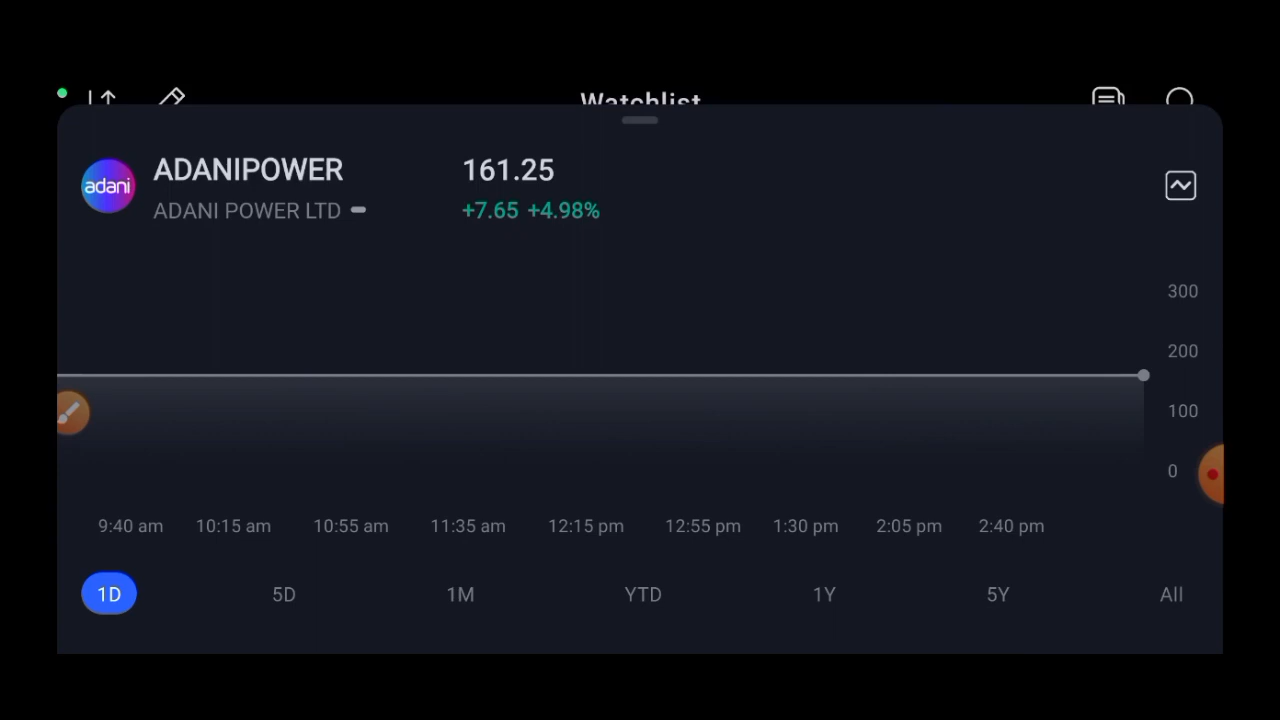 Watchlist
adani
ADANIPOWER
161.25
ADANI POWER LTD
+7.65 +4.98%
300
200
100
0
9:40 am 10:15 am 10:55 am 11:35 am 12:15 pm 12:55 pm 1:30 pm 2:05 pm 2:40 pm
1D 5D 1M YTD 1Y 5Y All